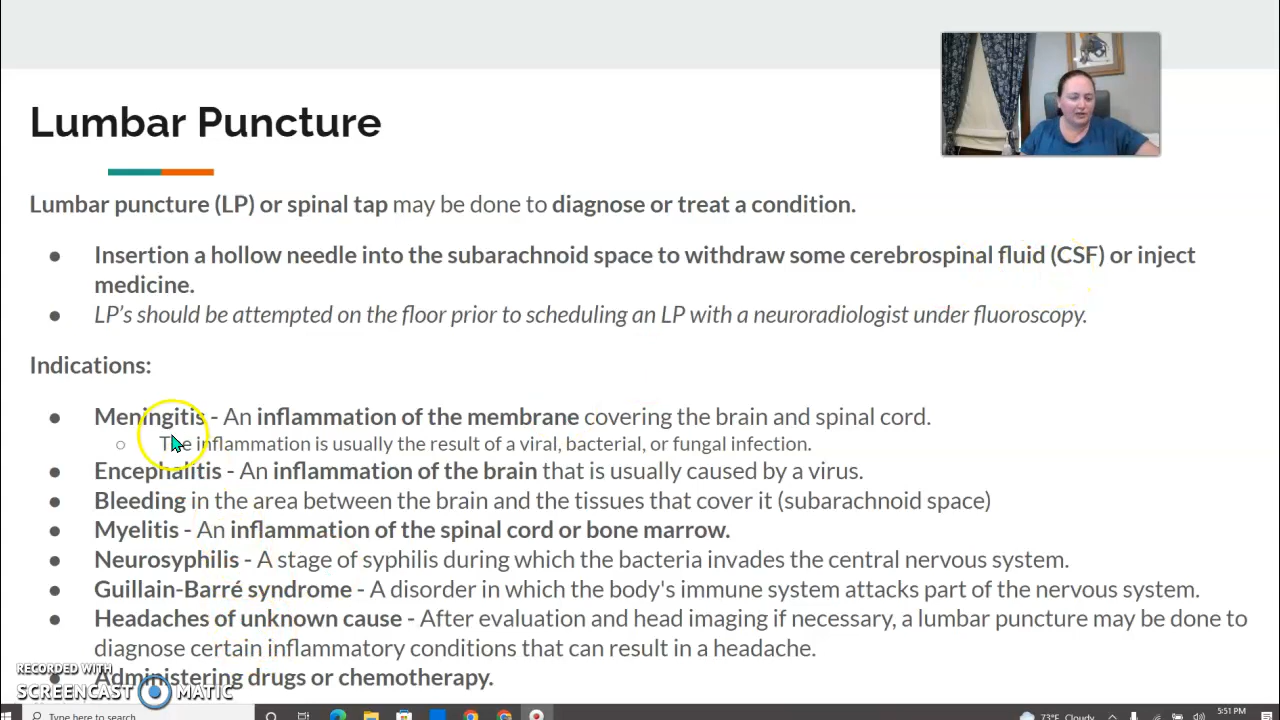 Lumbar Puncture
Lumbar puncture (LP) or spinal tap may be done to diagnose or treat a condition.
● Insertion a hollow needle into the subarachnoid space to withdraw some cerebrospinal fluid (CSF) or inject
medicine.
● LP's should be attempted on the floor prior to scheduling an LP with a neuroradiologist under fluoroscopy.
Indications:
● Meningitis - An inflammation of the membrane covering the brain and spinal cord.
○ The inflammation is usually the result of a viral, bacterial, or fungal infection.
● Encephalitis - An inflammation of the brain that is usually caused by a virus.
● Bleeding in the area between the brain and the tissues that cover it (subarachnoid space)
● Myelitis - An inflammation of the spinal cord or bone marrow.
● Neurosyphilis - A stage of syphilis during which the bacteria invades the central nervous system.
● Guillain-Barré syndrome - A disorder in which the body's immune system attacks part of the nervous system.
● Headaches of unknown cause - After evaluation and head imaging if necessary, a lumbar puncture may be done to
diagnose certain inflammatory conditions that can result in a headache.
● Administering drugs or chemotherapy.
RECORDED WITH
SCREENCAST MATIC
Type here to search
73°F Cloudy
5:51 PM